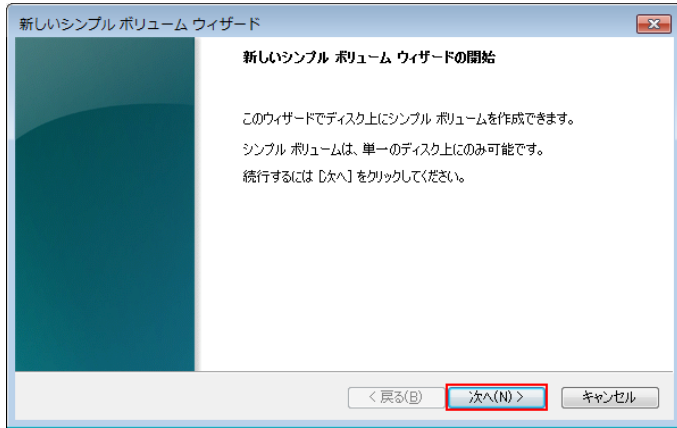 新しいシンプル ボリューム ウィザード
新しいシンプル ボリューム ウィザードの開始
このウィザードでディスク上にシンプル ボリュームを作成できます。
シンプル ボリュームは、単一のディスク上にのみ可能です。
続行するには [次へ] をクリックしてください。
< 戻る(B) 次へ(N) > キャンセル